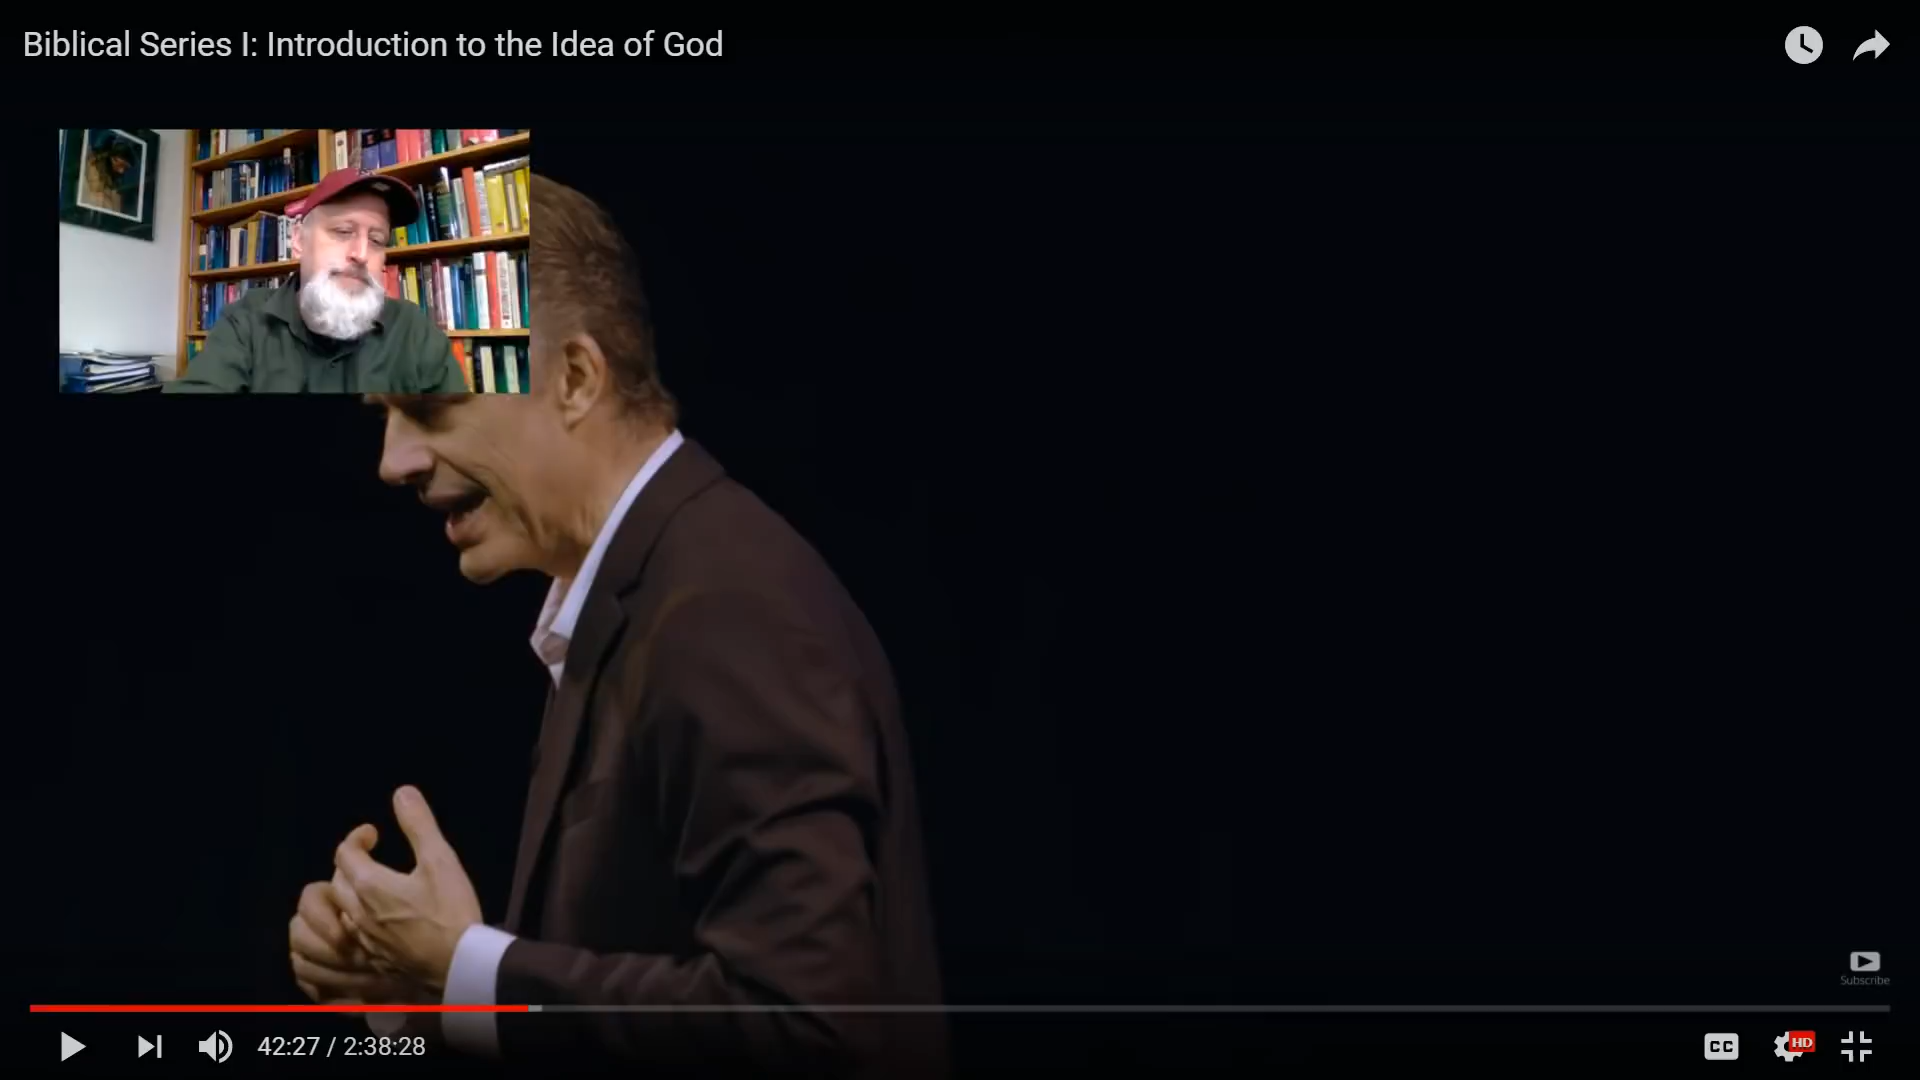 Biblical Series I: Introduction to the Idea of God
Subscribe
42:27 / 2:38:28
CC
HD